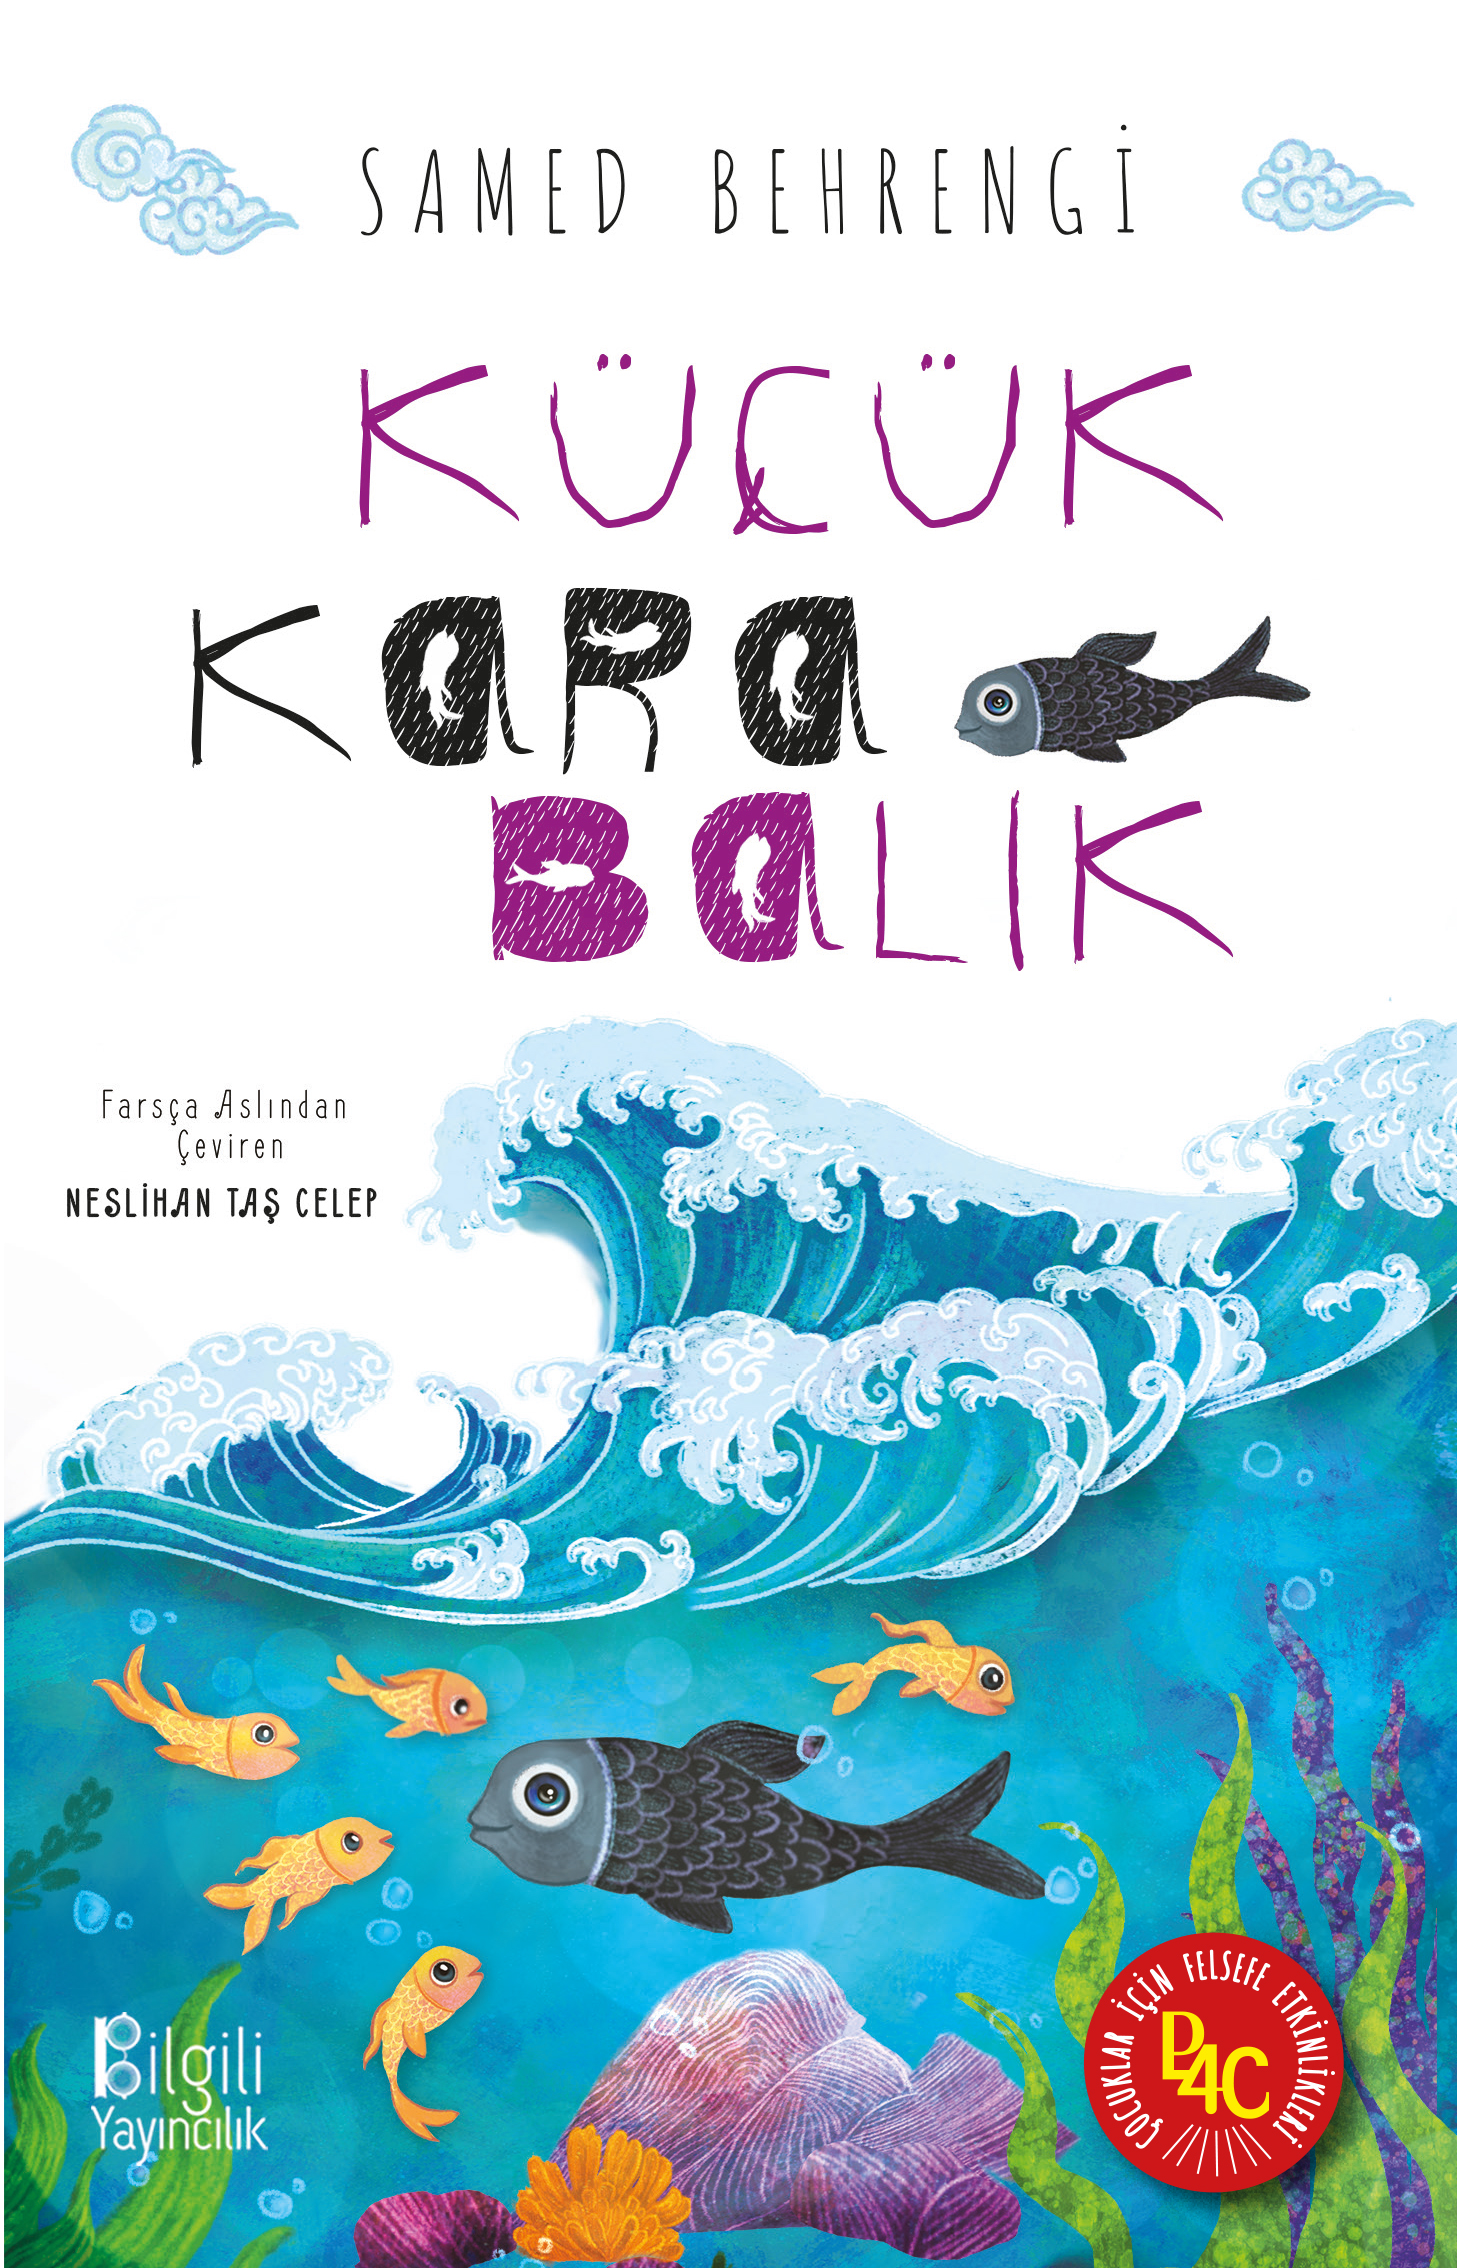 SAMED BEHRENGİ
KÜÇÜK
KARA
BALIK
Farsça Aslından
Çeviren
NESLİHAN TAŞ CELEP
Bilgili
Yayıncılık
ÇOCUKLAR İÇİN FELSEFE ETKİNLİKLERİ
P4C